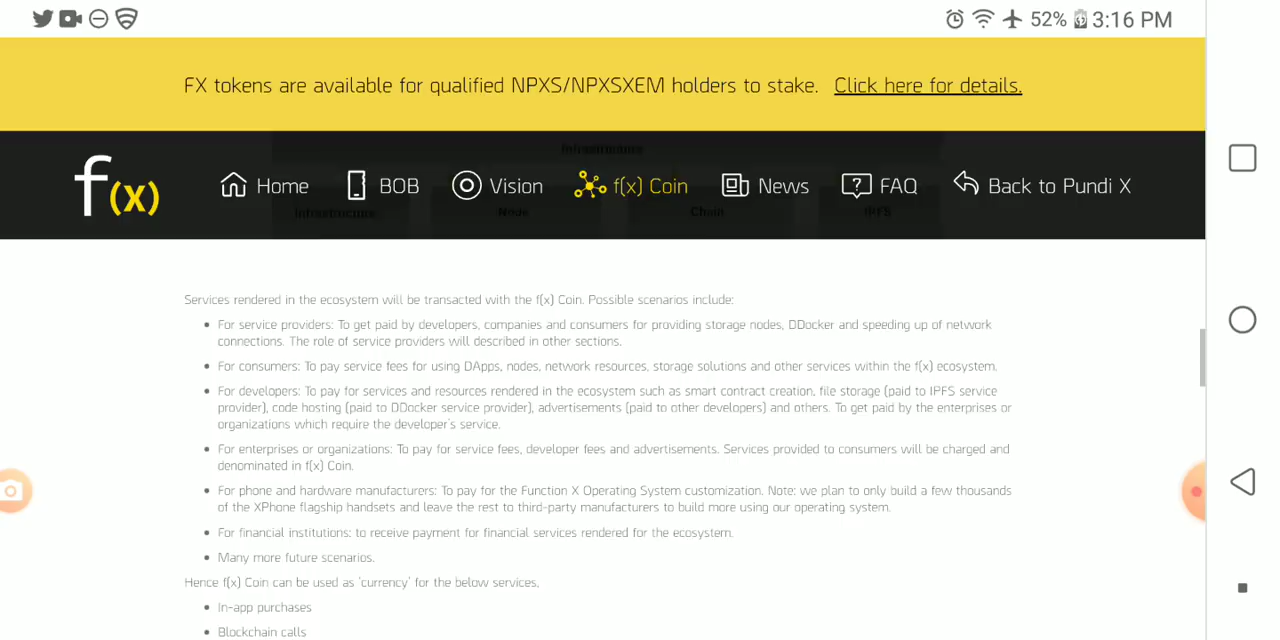 52% 3:16 PM
FX tokens are available for qualified NPXS/NPXSXEM holders to stake. Click here for details.
Infrastructure
f(x) Home BOB Vision f(x) Coin News FAQ Back to Pundi X
Infrastructure Node Chain IPFS
Services rendered in the ecosystem will be transacted with the f(x) Coin. Possible scenarios include:
• For service providers: To get paid by developers, companies and consumers for providing storage nodes, DDocker and speeding up of network
connections. The role of service providers will described in other sections.
• For consumers: To pay service fees for using DApps, nodes, network resources, storage solutions and other services within the f(x) ecosystem.
• For developers: To pay for services and resources rendered in the ecosystem such as smart contract creation, file storage (paid to IPFS service
provider), code hosting (paid to DDocker service provider), advertisements (paid to other developers) and others. To get paid by the enterprises or
organizations which require the developer's service.
• For enterprises or organizations: To pay for service fees, developer fees and advertisements. Services provided to consumers will be charged and
denominated in f(x) Coin.
• For phone and hardware manufacturers: To pay for the Function X Operating System customization. Note: we plan to only build a few thousands
of the XPhone flagship handsets and leave the rest to third-party manufacturers to build more using our operating system.
• For financial institutions: to receive payment for financial services rendered for the ecosystem.
• Many more future scenarios.
Hence f(x) Coin can be used as 'currency' for the below services,
• In-app purchases
• Blockchain calls